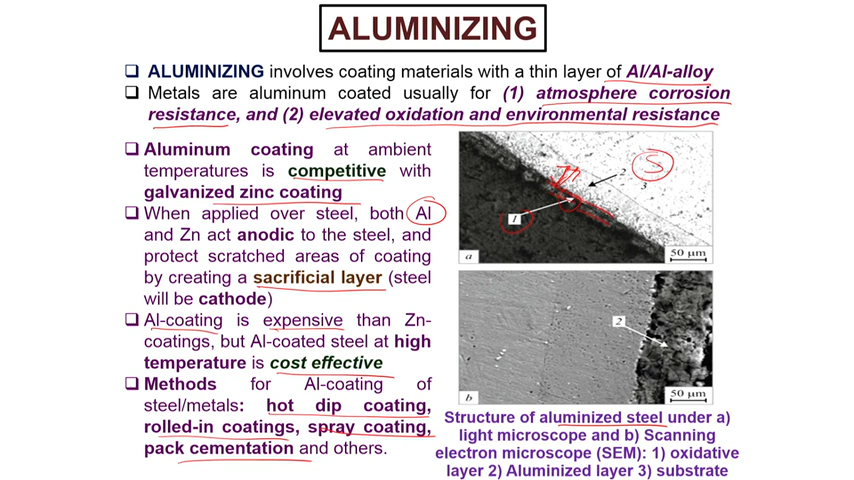 ALUMINIZING
❑ ALUMINIZING involves coating materials with a thin layer of Al/Al-alloy
❑ Metals are aluminum coated usually for (1) atmosphere corrosion
resistance, and (2) elevated oxidation and environmental resistance
❑ Aluminum coating at ambient
temperatures is competitive with
galvanized zinc coating
❑ When applied over steel, both Al
and Zn act anodic to the steel, and
protect scratched areas of coating
by creating a sacrificial layer (steel
will be cathode)
❑ Al-coating is expensive than Zn-
coatings, but Al-coated steel at high
temperature is cost effective
❑ Methods for Al-coating of
steel/metals: hot dip coating,
rolled-in coatings, spray coating,
pack cementation and others.
S
2
3
1
a
50 μm
2
b
50 μm
Structure of aluminized steel under a)
light microscope and b) Scanning
electron microscope (SEM): 1) oxidative
layer 2) Aluminized layer 3) substrate